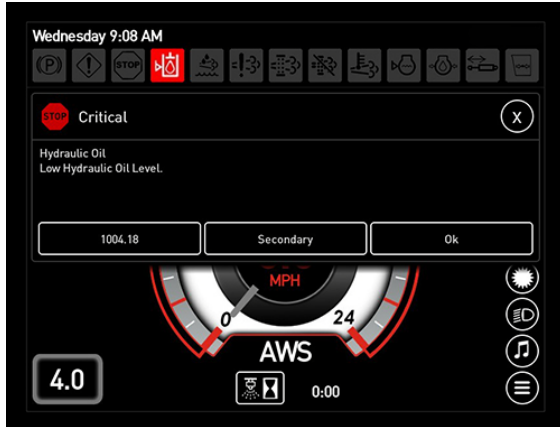 Wednesday 9:08 AM
(P)
STOP
STOP Critical X
Hydraulic Oil
Low Hydraulic Oil Level.
1004.18 Secondary Ok
MPH
0 24
AWS
4.0 0:00